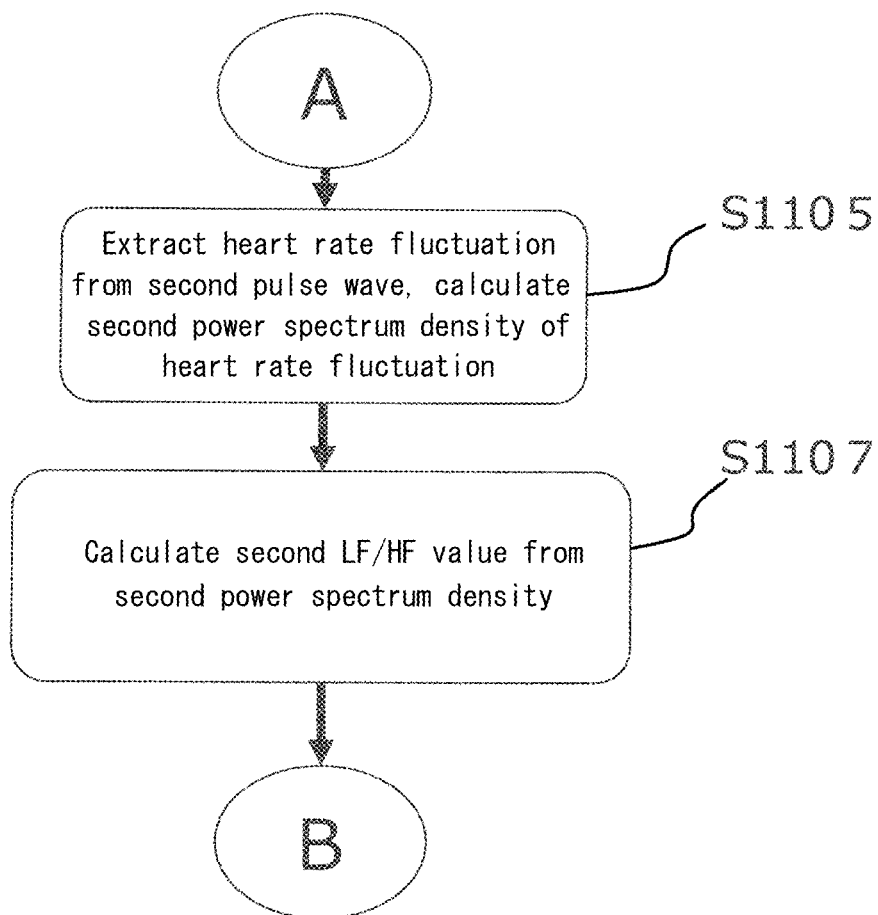 A
S1105
Extract heart rate fluctuation
from second pulse wave, calculate
second power spectrum density of
heart rate fluctuation
S1107
Calculate second LF/HF value from
second power spectrum density
B